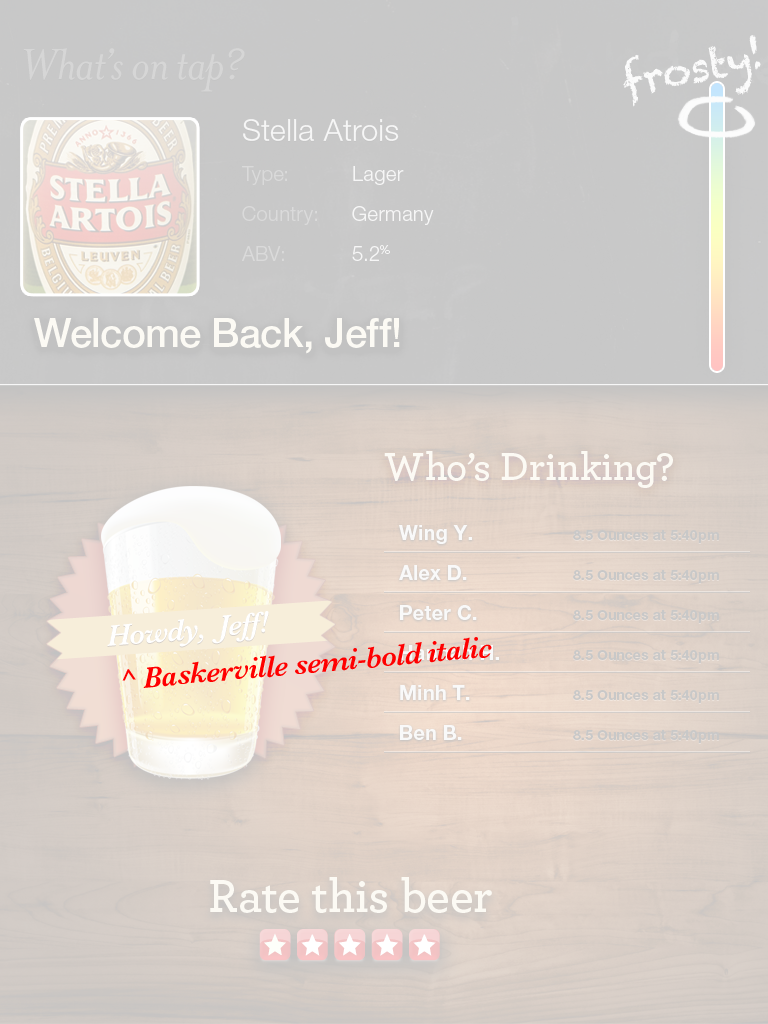 What's on tap?
frosty!
Stella Atrois
Type: Lager
Country: Germany
ABV: 5.2%
ANNO 1366
STELLA
ARTOIS
LEUVEN
Welcome Back, Jeff!
Who's Drinking?
Wing Y. 8.5 Ounces at 5:40pm
Alex D. 8.5 Ounces at 5:40pm
Peter C. 8.5 Ounces at 5:40pm
8.5 Ounces at 5:40pm
Minh T. 8.5 Ounces at 5:40pm
Ben B. 8.5 Ounces at 5:40pm
Howdy, Jeff!
^ Baskerville semi-bold italic
Rate this beer